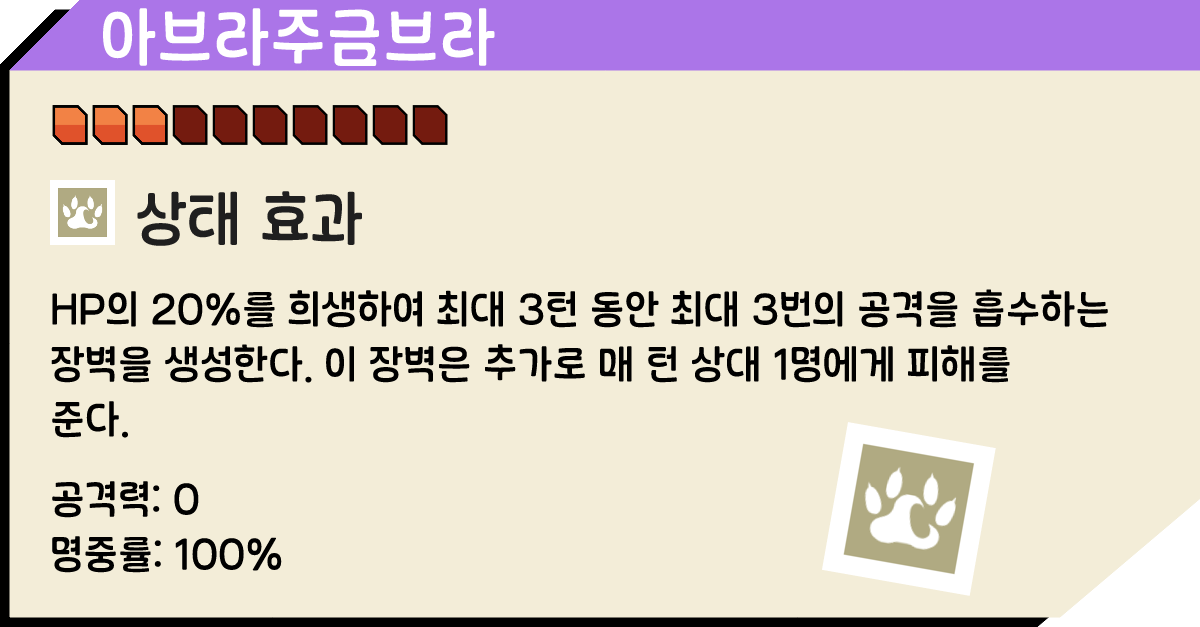 아브라주금브라
상태 효과
HP의 20%를 희생하여 최대 3턴 동안 최대 3번의 공격을 흡수하는
장벽을 생성한다. 이 장벽은 추가로 매 턴 상대 1명에게 피해를
준다.
공격력: 0
명중률: 100%